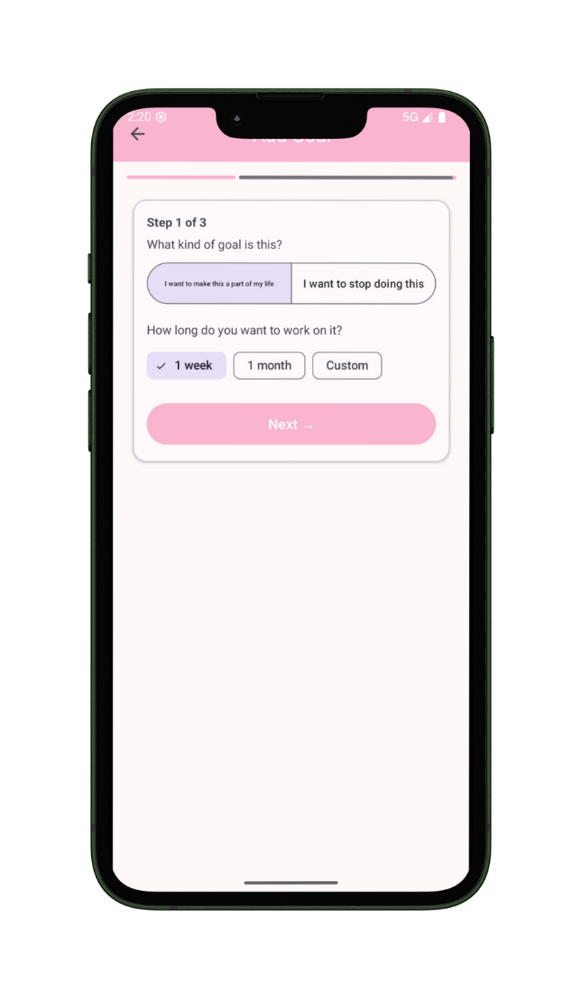 2:20
5G
Step 1 of 3
What kind of goal is this?
I want to make this a part of my life
I want to stop doing this
How long do you want to work on it?
1 week
1 month
Custom
Next →